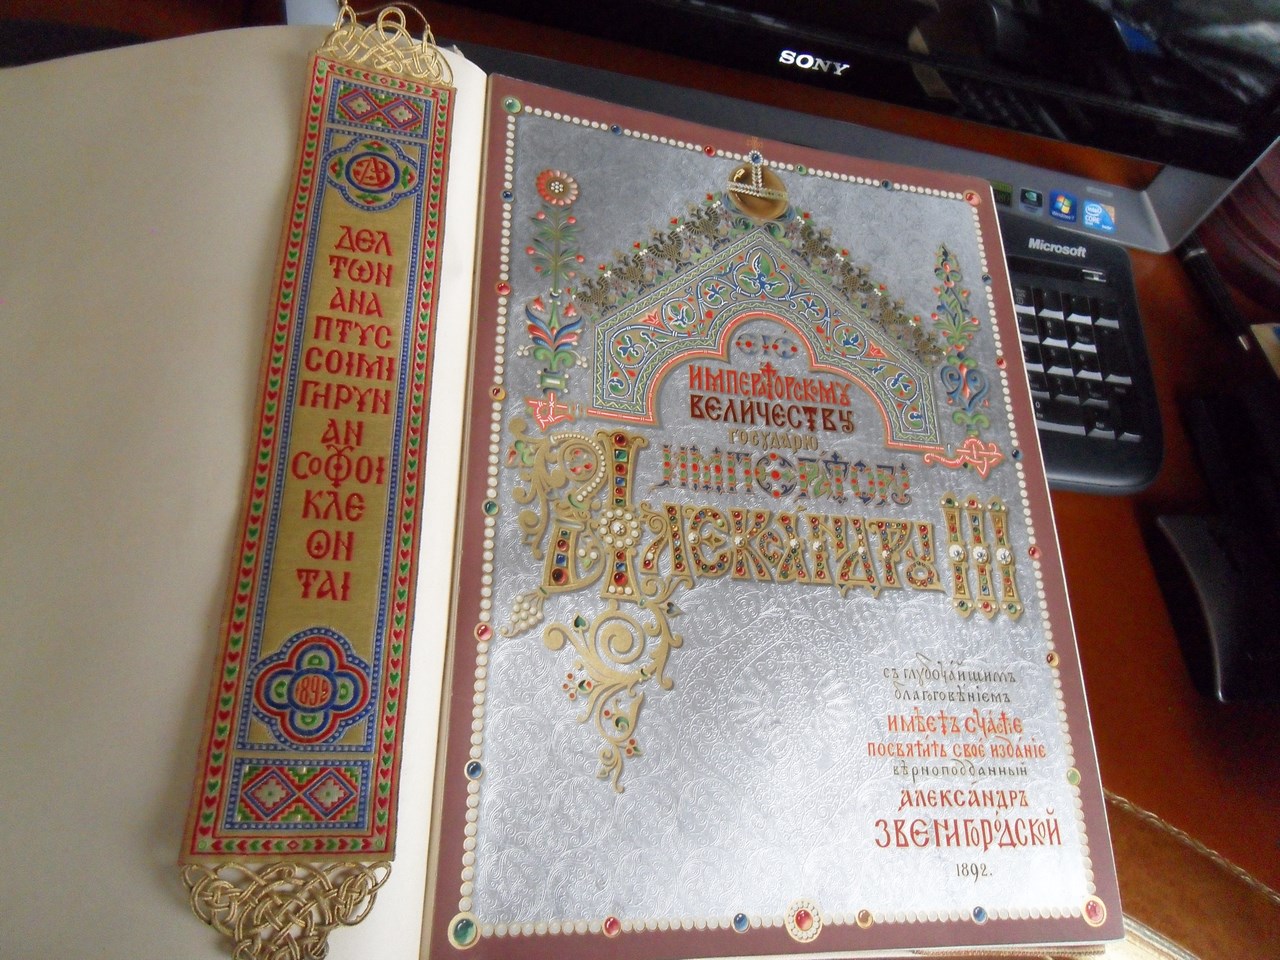 SONY
Microsoft
ΔΕΛ
ΤΩΝ
ΑΝΑ
ΠΤΥΣ
ΣΟΙΜΙ
ΓΗΡΥΝ
ΑΝ
ΣΟΦΟΙ
ΚΛΕ
ΟΝ
ΤΑΙ
1892
ИМПЕРАТОРСКОМУ
ВЕЛИЧЕСТВУ
ГОСУДАРЮ
ИМПЕРАТОРУ
АЛЕКСАНДРУ III
съ глубочайшимъ
благоговѣніемъ
имѣетъ счастіе
посвятить свое изданіе
вѣрноподданный
АЛЕКСАНДРЪ
ЗВЕНИГОРОДСКОЙ
1892.